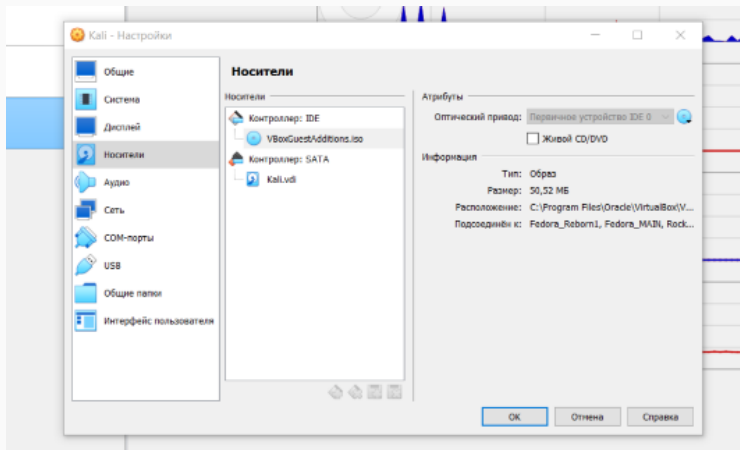 Kali - Настройки
Общие
Система
Дисплей
Носители
Аудио
Сеть
COM-порты
USB
Общие папки
Интерфейс пользователя
Носители
Носители
Контроллер: IDE
VBoxGuestAdditions.iso
Контроллер: SATA
Kali.vdi
Атрибуты
Оптический привод: Первичное устройство IDE 0
Живой CD/DVD
Информация
Тип: Образ
Размер: 50,52 МБ
Расположение: C:\Program Files\Oracle\VirtualBox\V...
Подсоединён к: Fedora_Reborn1, Fedora_MAIN, Rock...
OK
Отмена
Справка